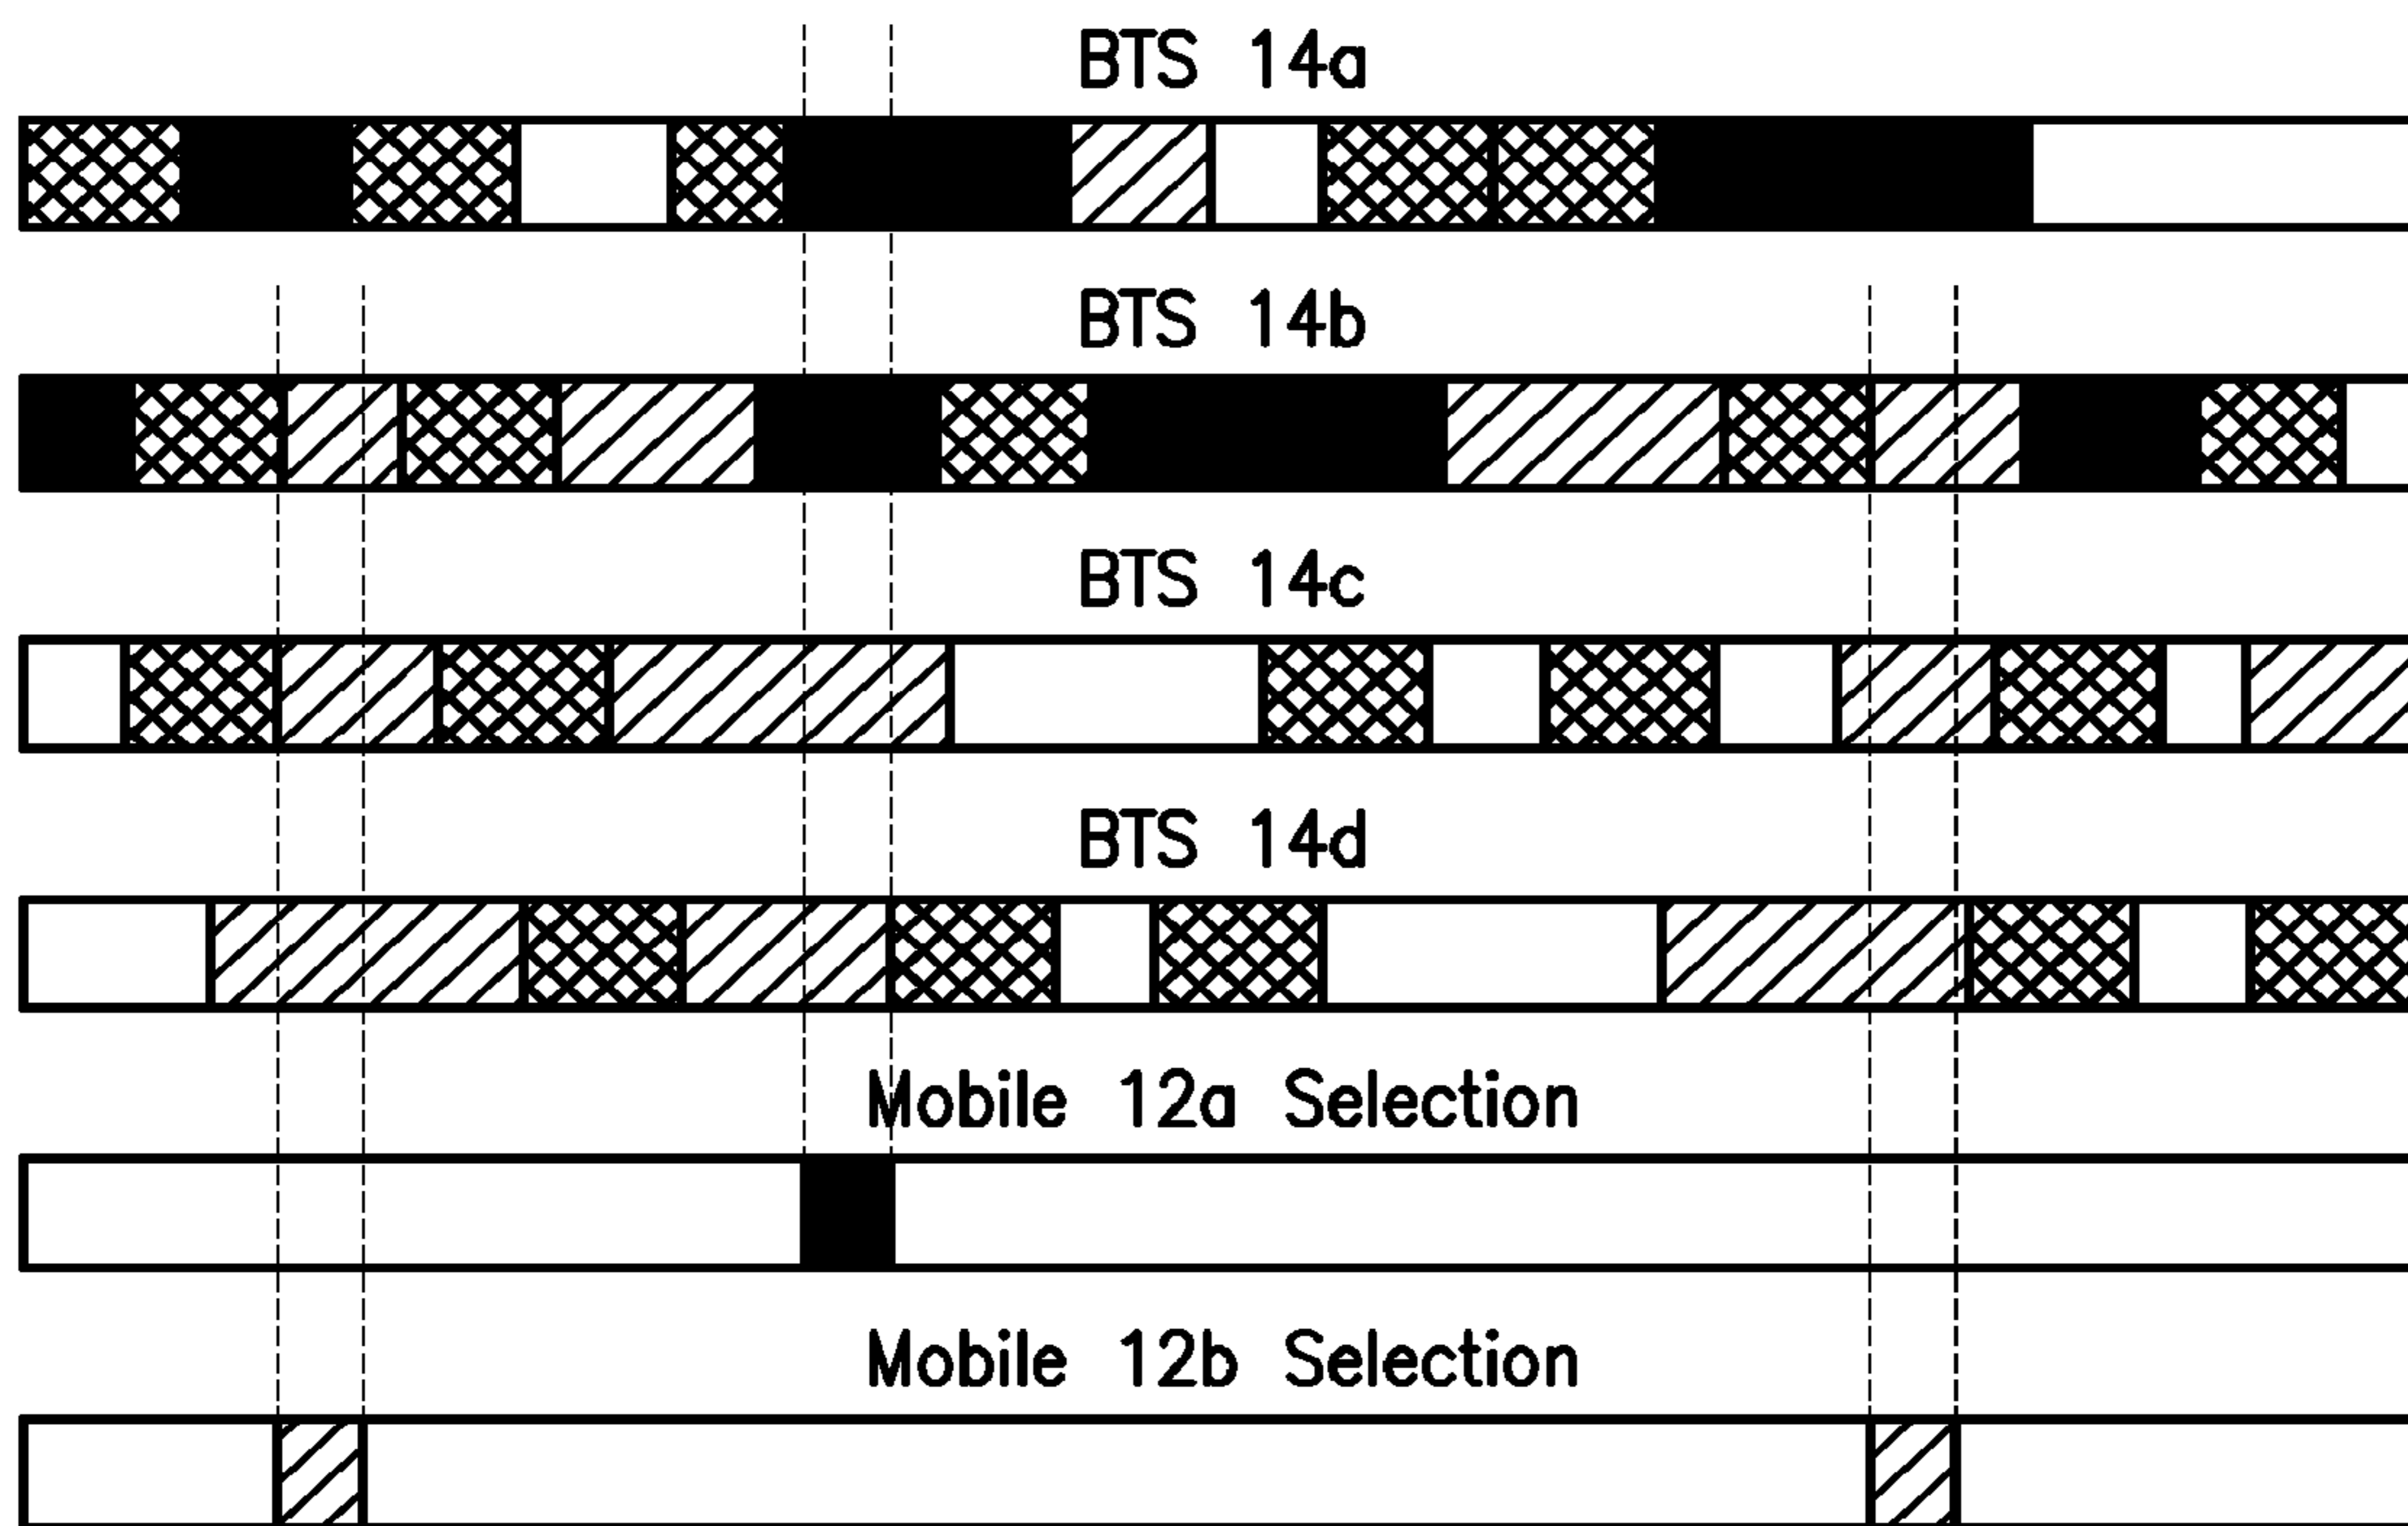 BTS 14a
BTS 14b
BTS 14c
BTS 14d
Mobile 12a Selection
Mobile 12b Selection